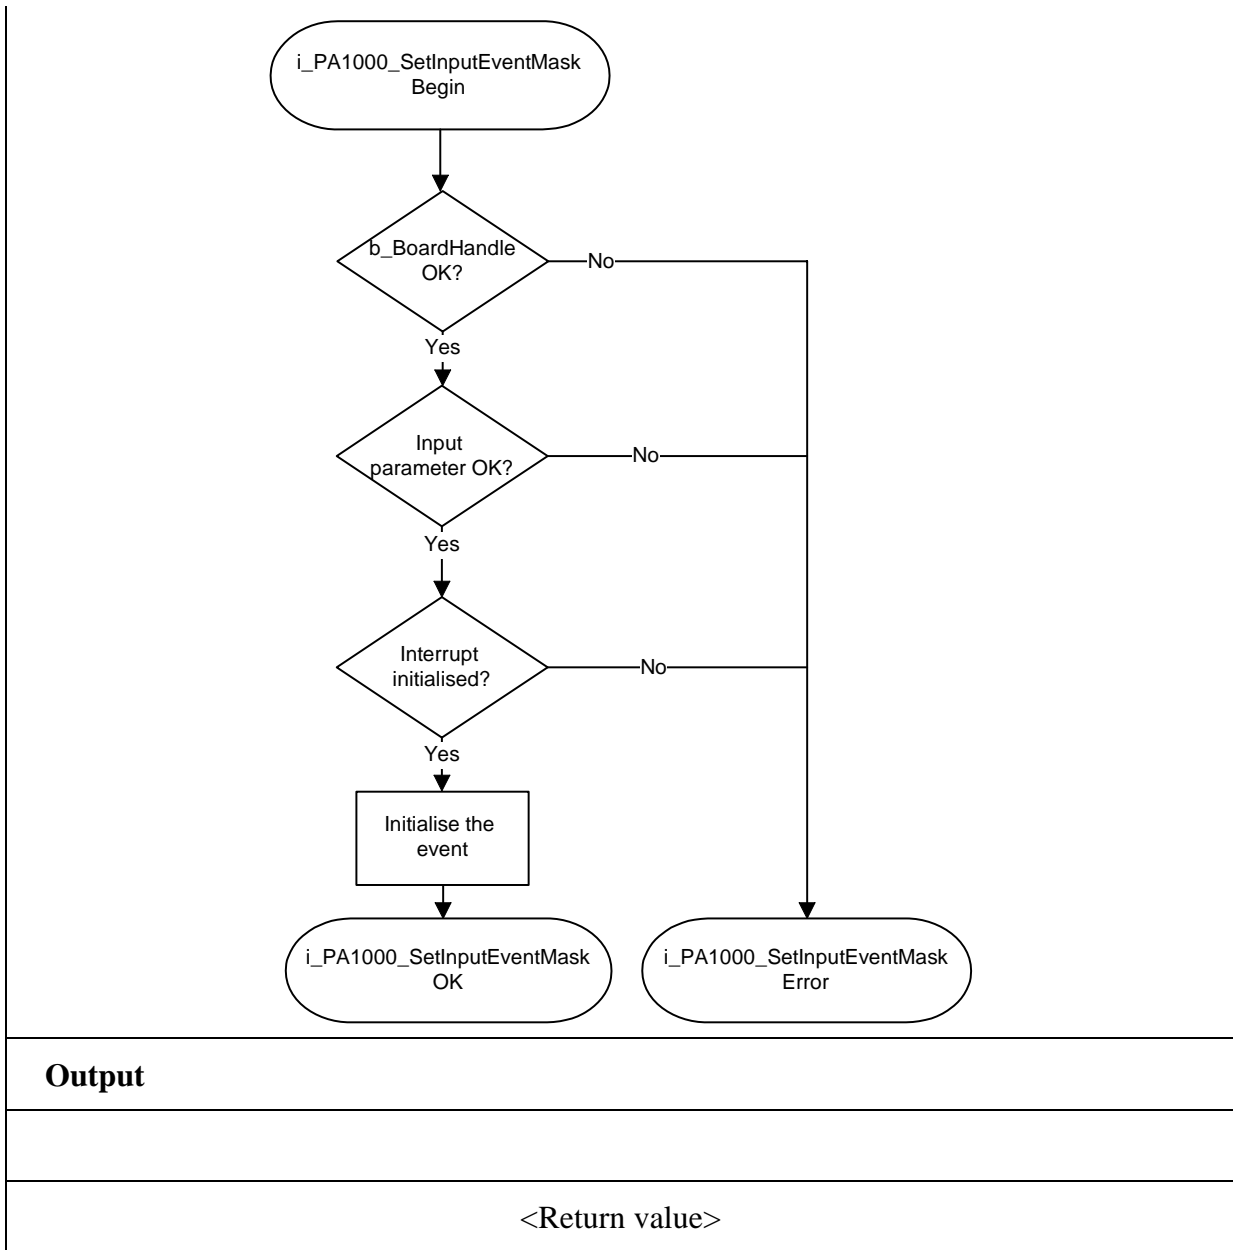 i_PA1000_SetInputEventMask
Begin
b_BoardHandle
OK?
No
Yes
Input
parameter OK?
No
Yes
Interrupt
initialised?
No
Yes
Initialise the
event
i_PA1000_SetInputEventMask
OK
i_PA1000_SetInputEventMask
Error
Output
<Return value>